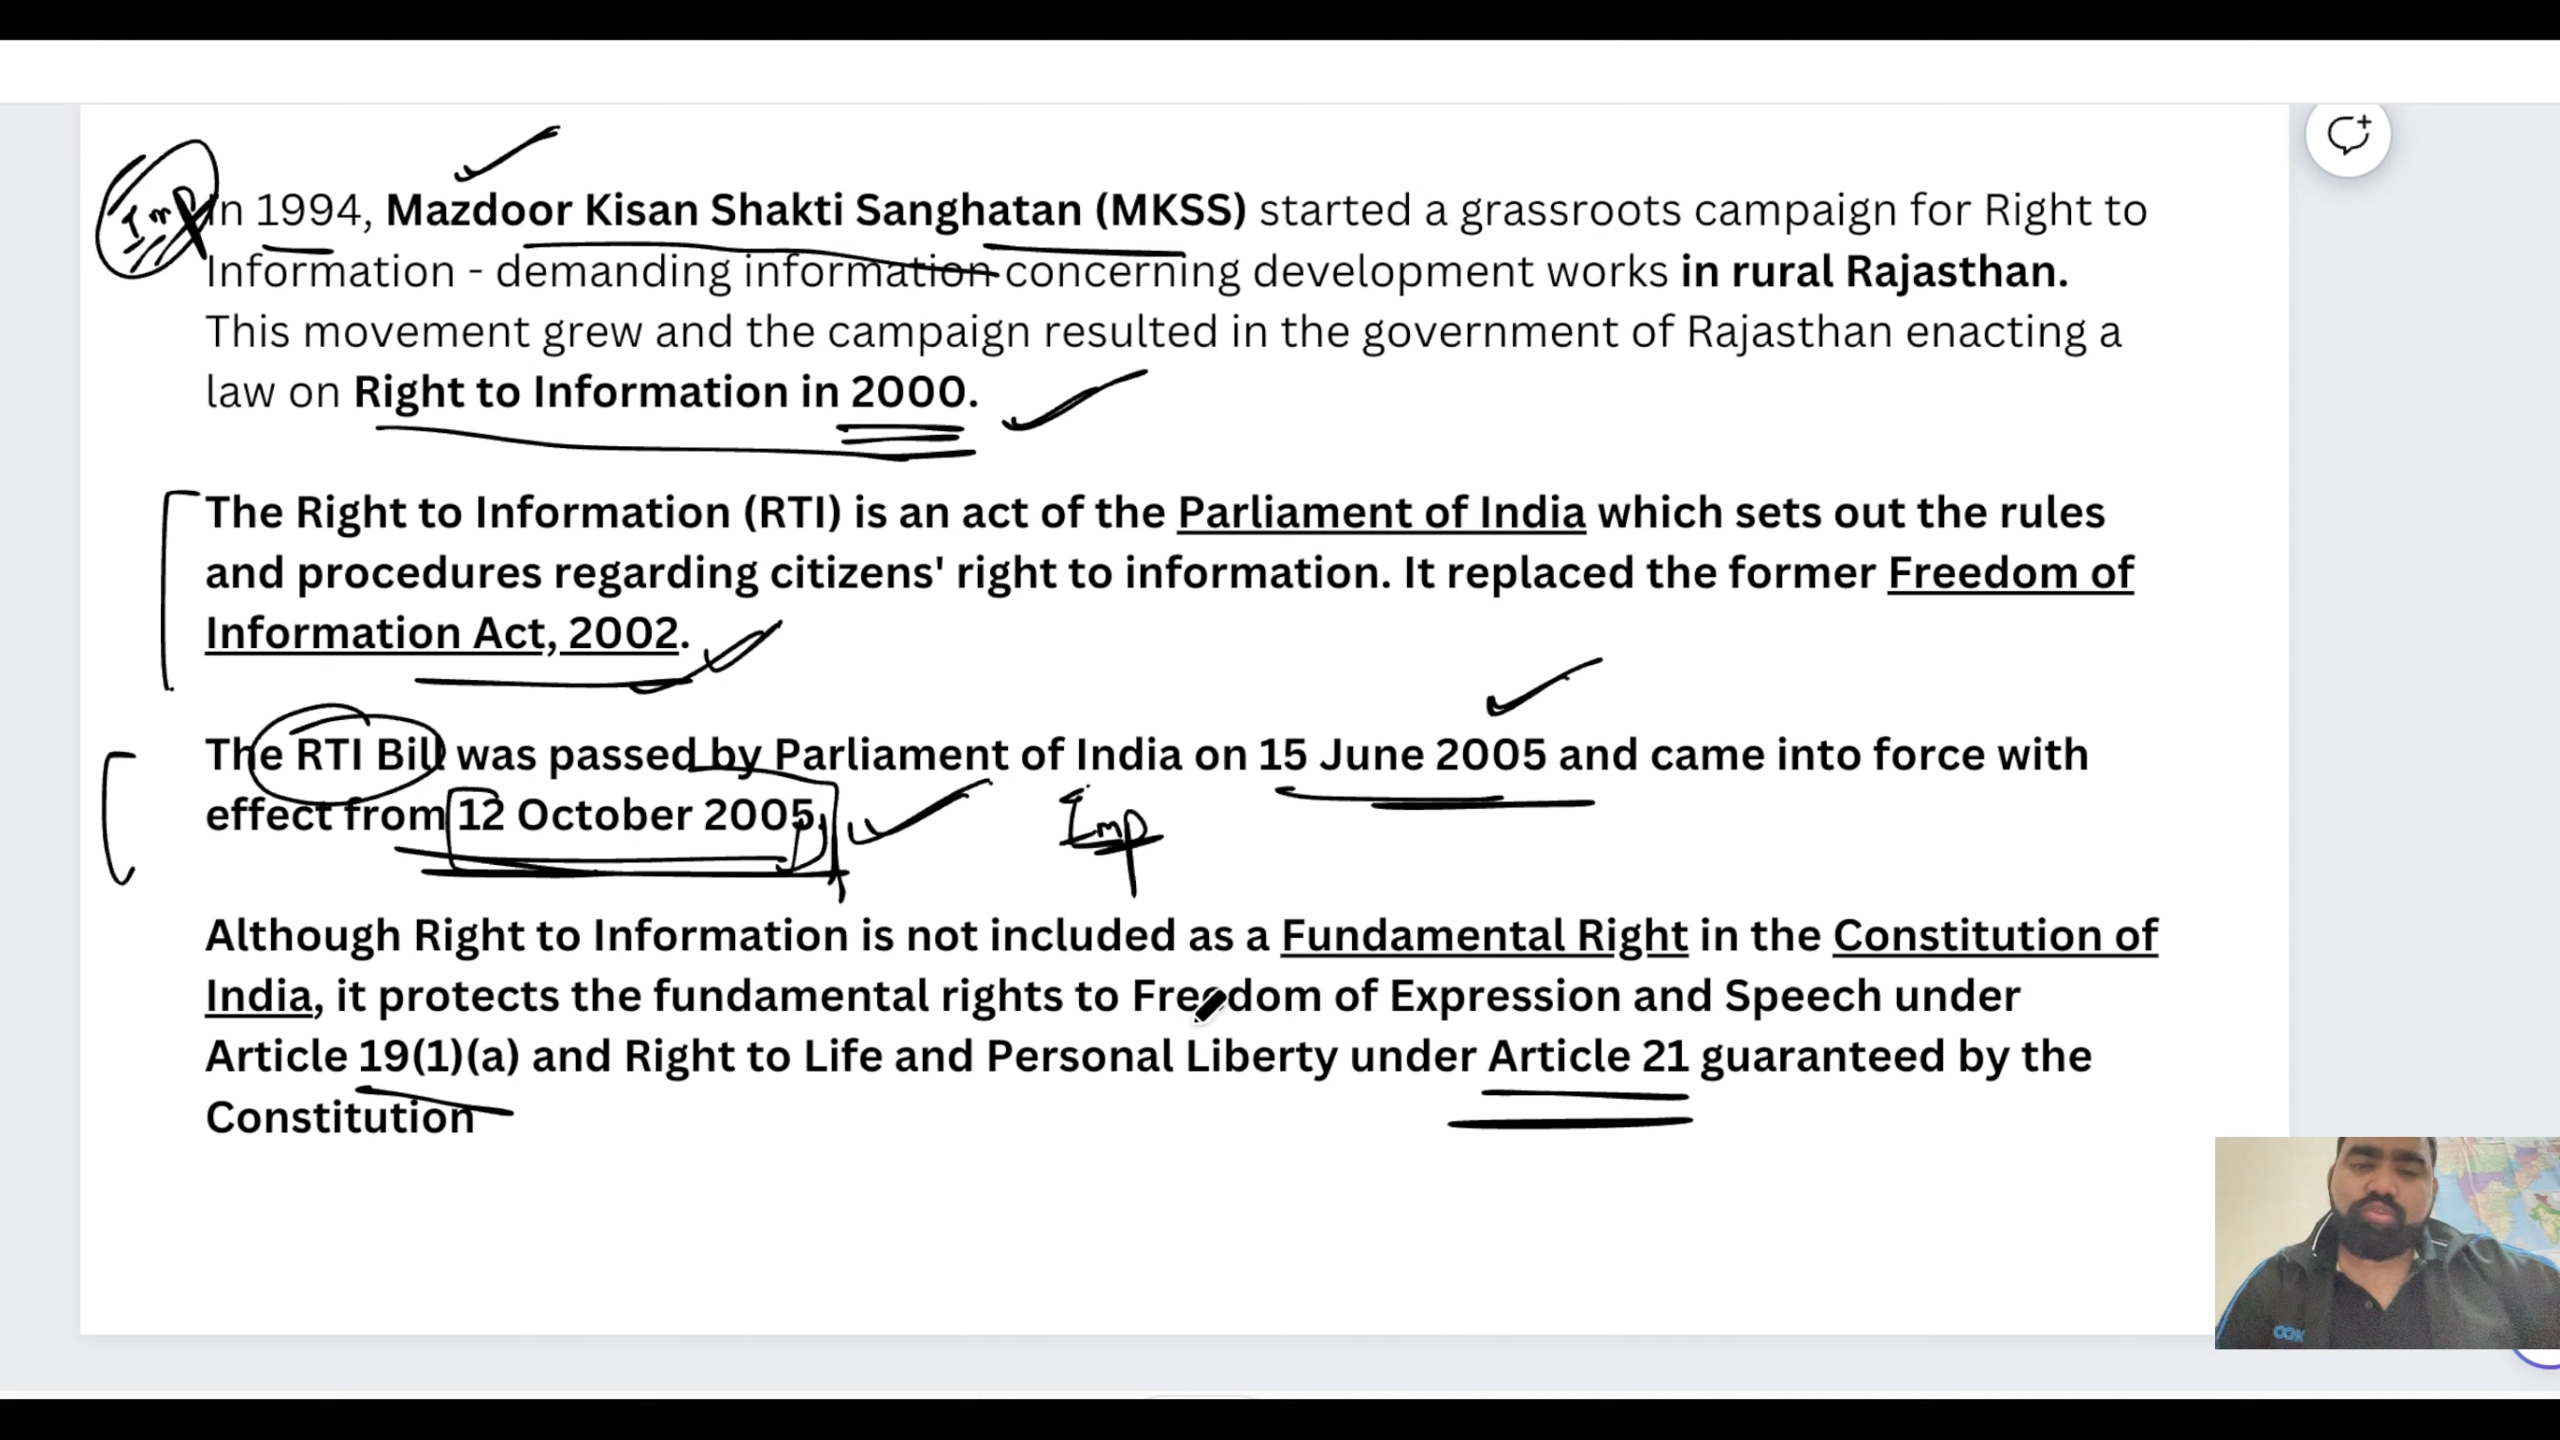 Imp
In 1994, Mazdoor Kisan Shakti Sanghatan (MKSS) started a grassroots campaign for Right to
Information - demanding information concerning development works in rural Rajasthan.
This movement grew and the campaign resulted in the government of Rajasthan enacting a
law on Right to Information in 2000.
The Right to Information (RTI) is an act of the Parliament of India which sets out the rules
and procedures regarding citizens' right to information. It replaced the former Freedom of
Information Act, 2002.
The RTI Bill was passed by Parliament of India on 15 June 2005 and came into force with
effect from 12 October 2005.
Imp
Although Right to Information is not included as a Fundamental Right in the Constitution of
India, it protects the fundamental rights to Freedom of Expression and Speech under
Article 19(1)(a) and Right to Life and Personal Liberty under Article 21 guaranteed by the
Constitution